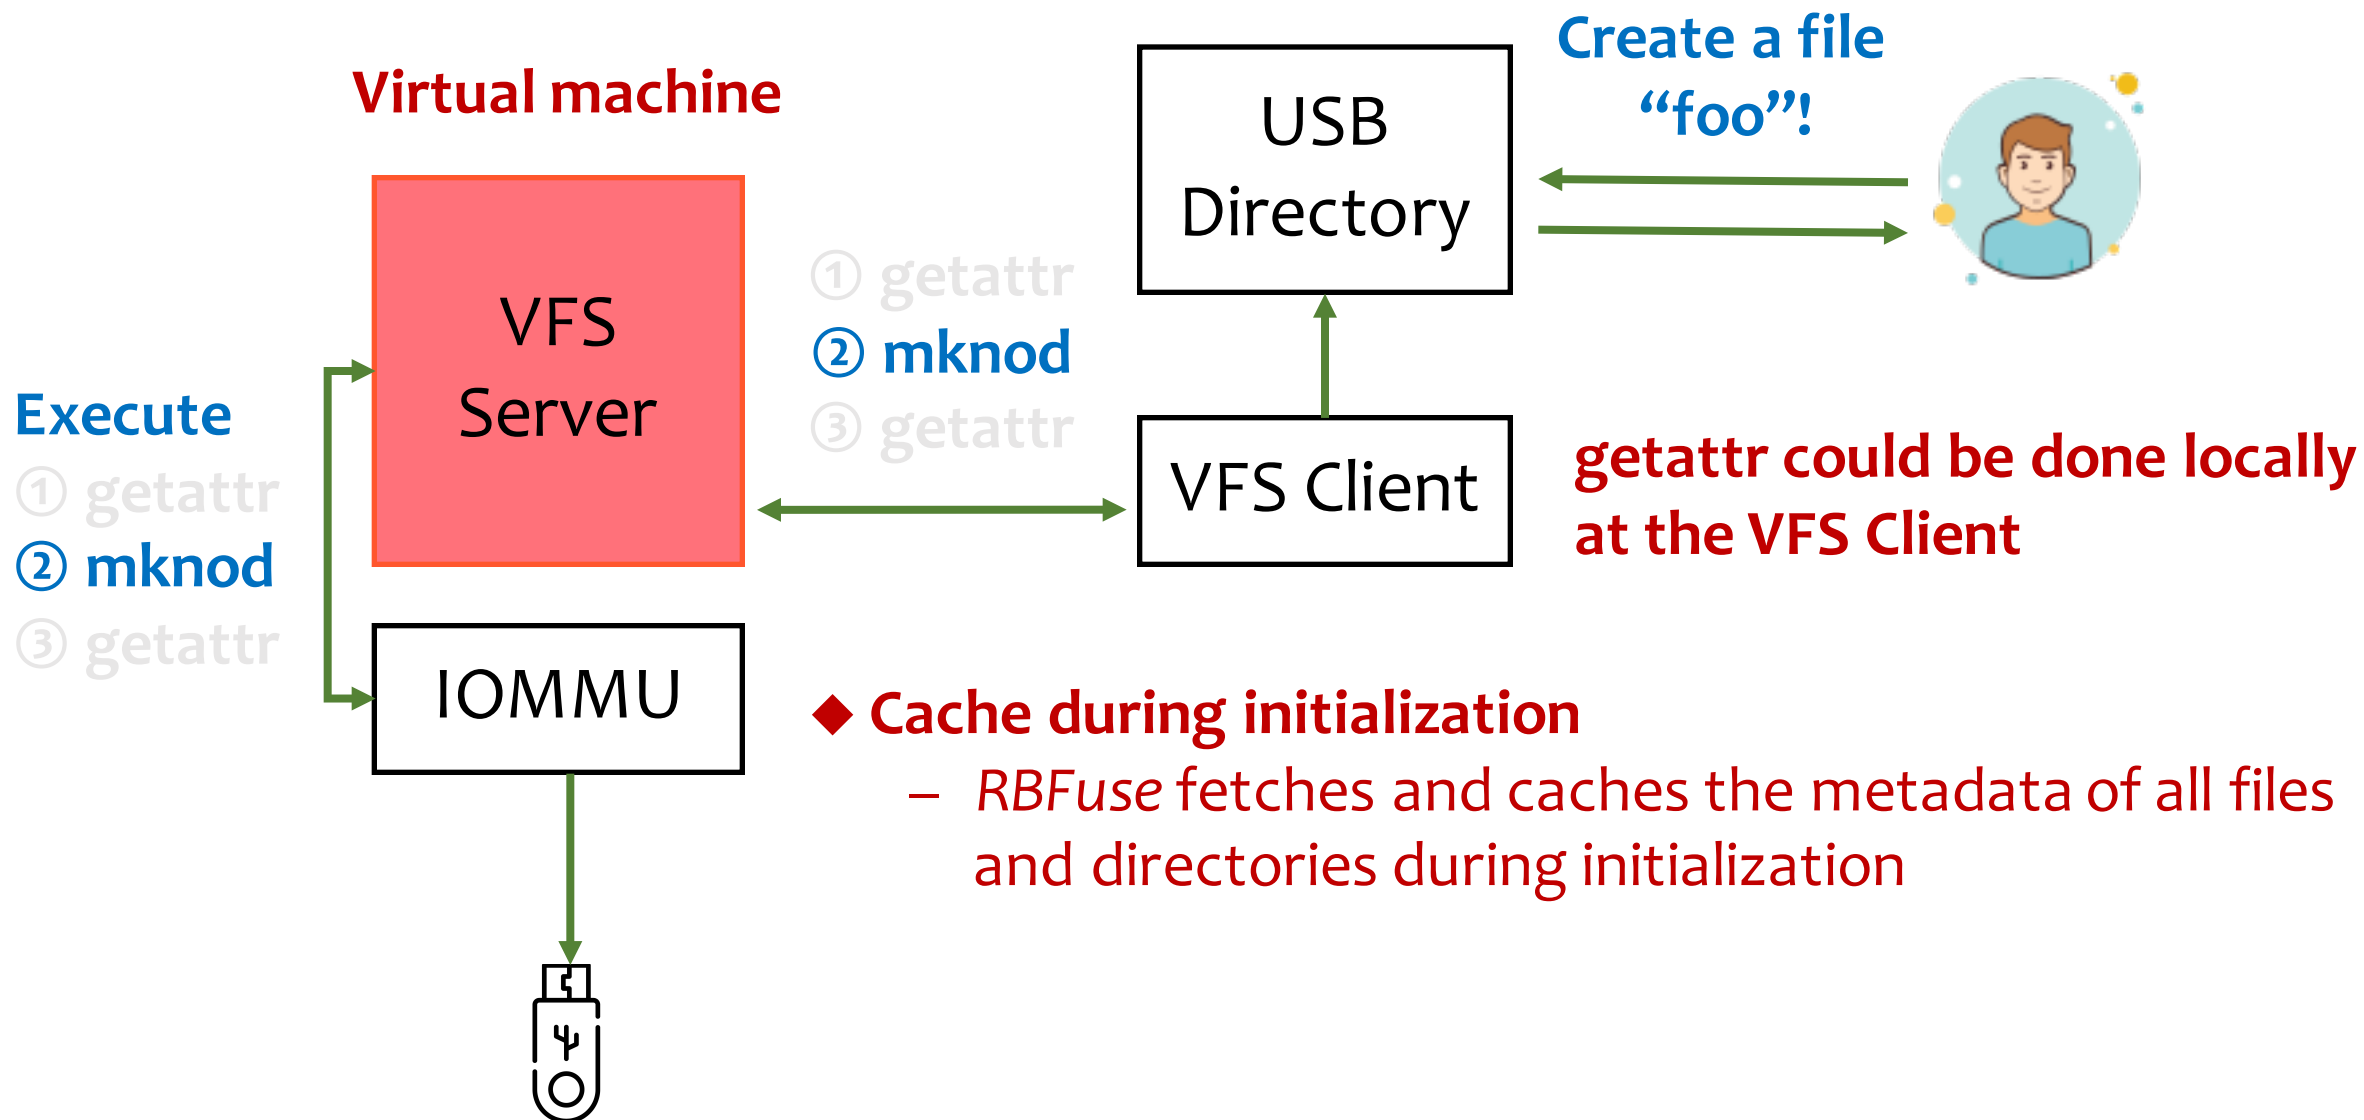 Virtual machine
VFS
Server
Execute
① getattr
② mknod
③ getattr
IOMMU
① getattr
② mknod
③ getattr
USB
Directory
VFS Client
Create a file
“foo”!
getattr could be done locally
at the VFS Client
◆ Cache during initialization
– RBFuse fetches and caches the metadata of all files
and directories during initialization